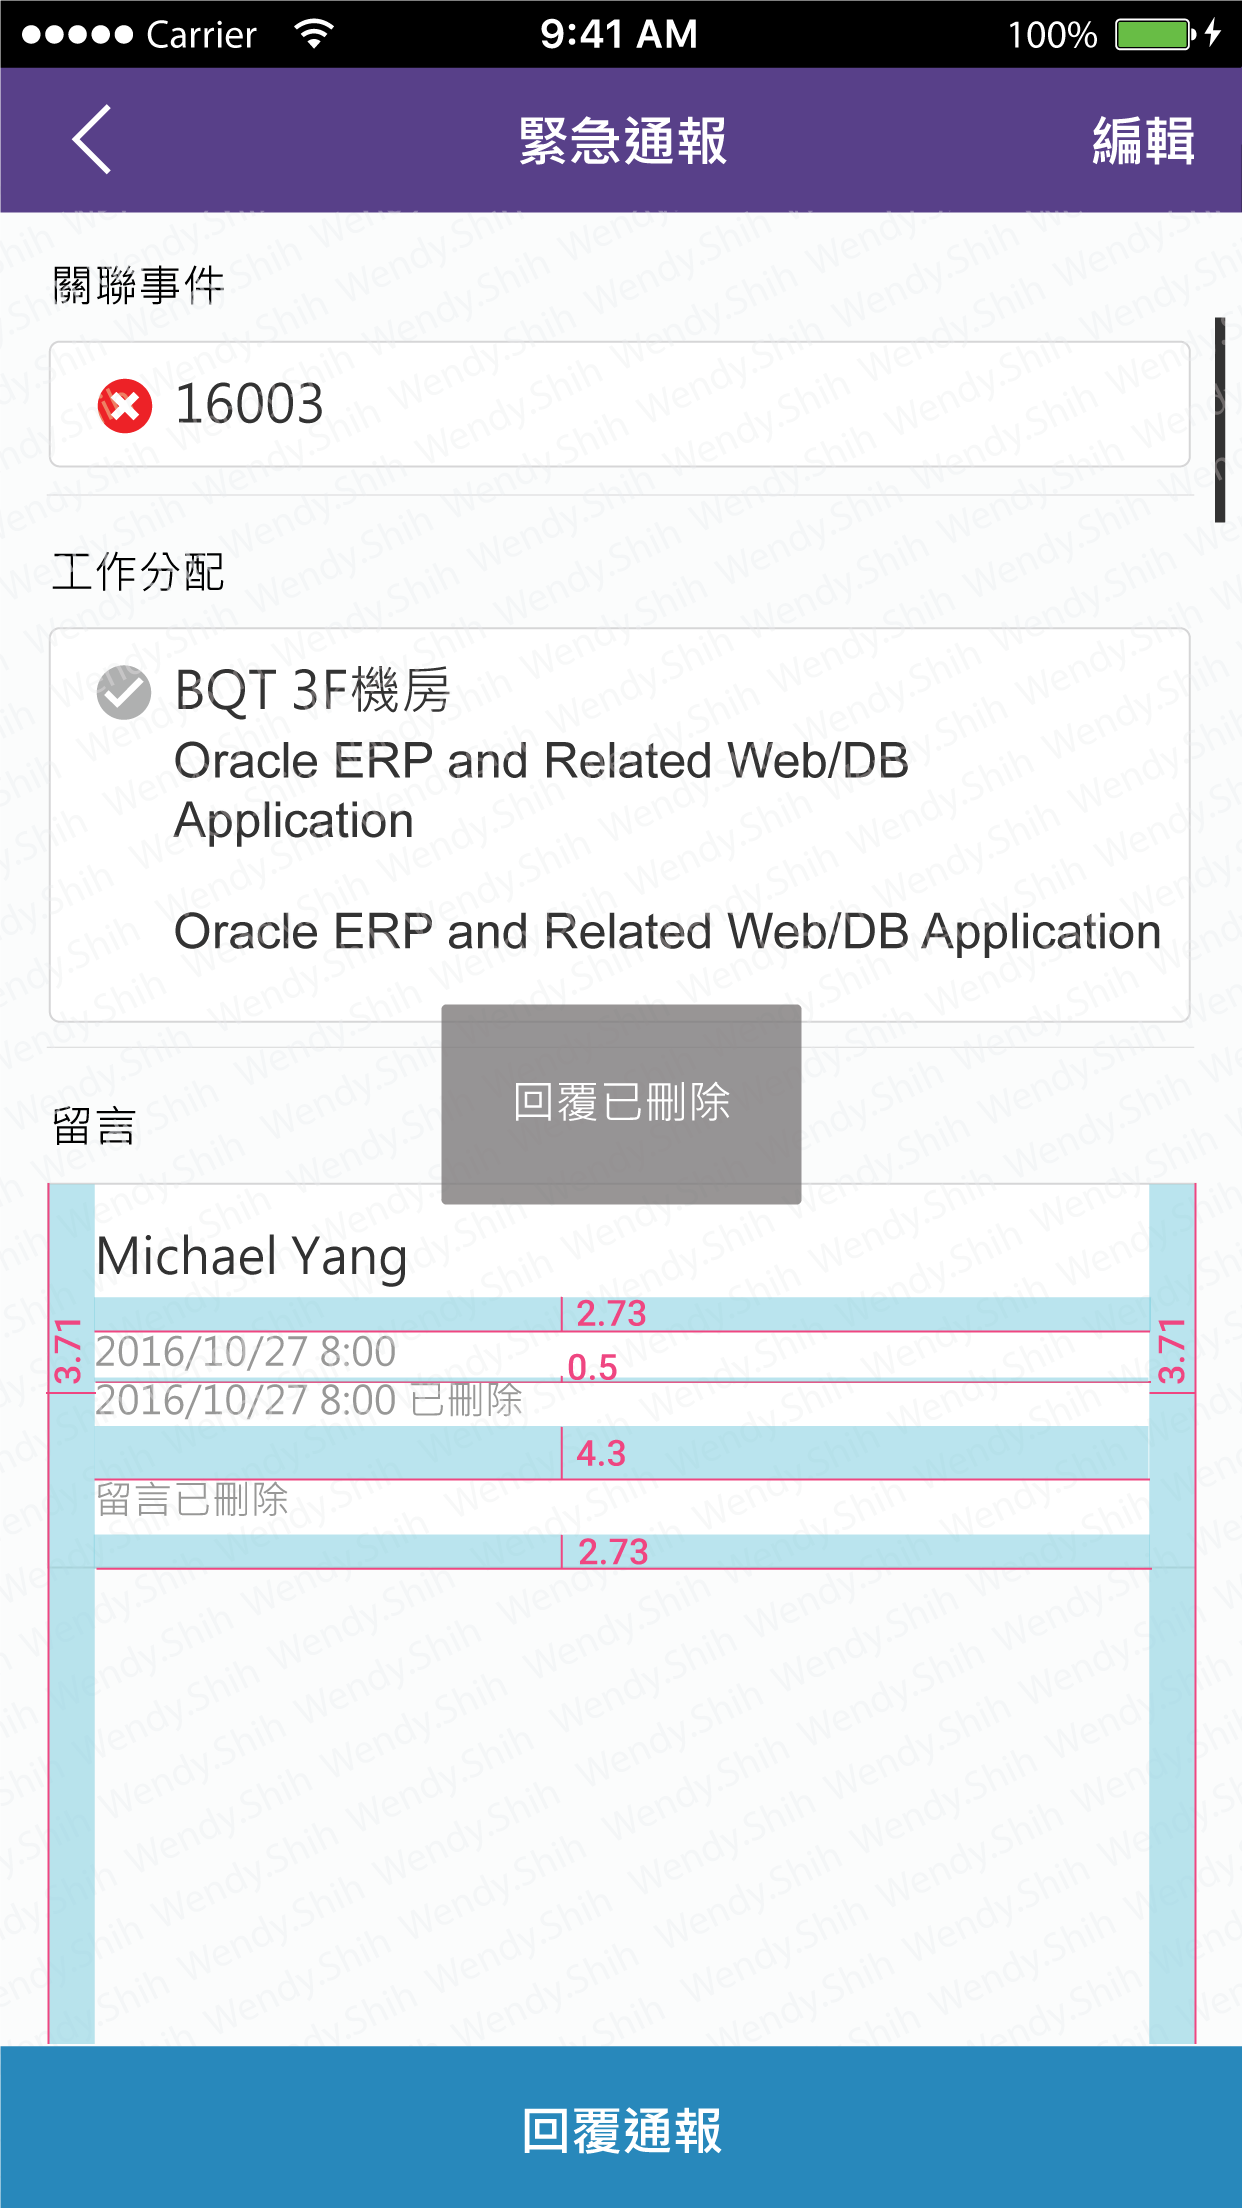 Carrier 9:41 AM 100%
緊急通報 編輯
關聯事件
16003
工作分配
BQT 3F機房
Oracle ERP and Related Web/DB
Application
Oracle ERP and Related Web/DB Application
回覆已刪除
留言
Michael Yang
2.73
3.71
3.71
2016/10/27 8:00
0.5
2016/10/27 8:00 已刪除
4.3
留言已刪除
2.73
回覆通報
Wendy.Shih